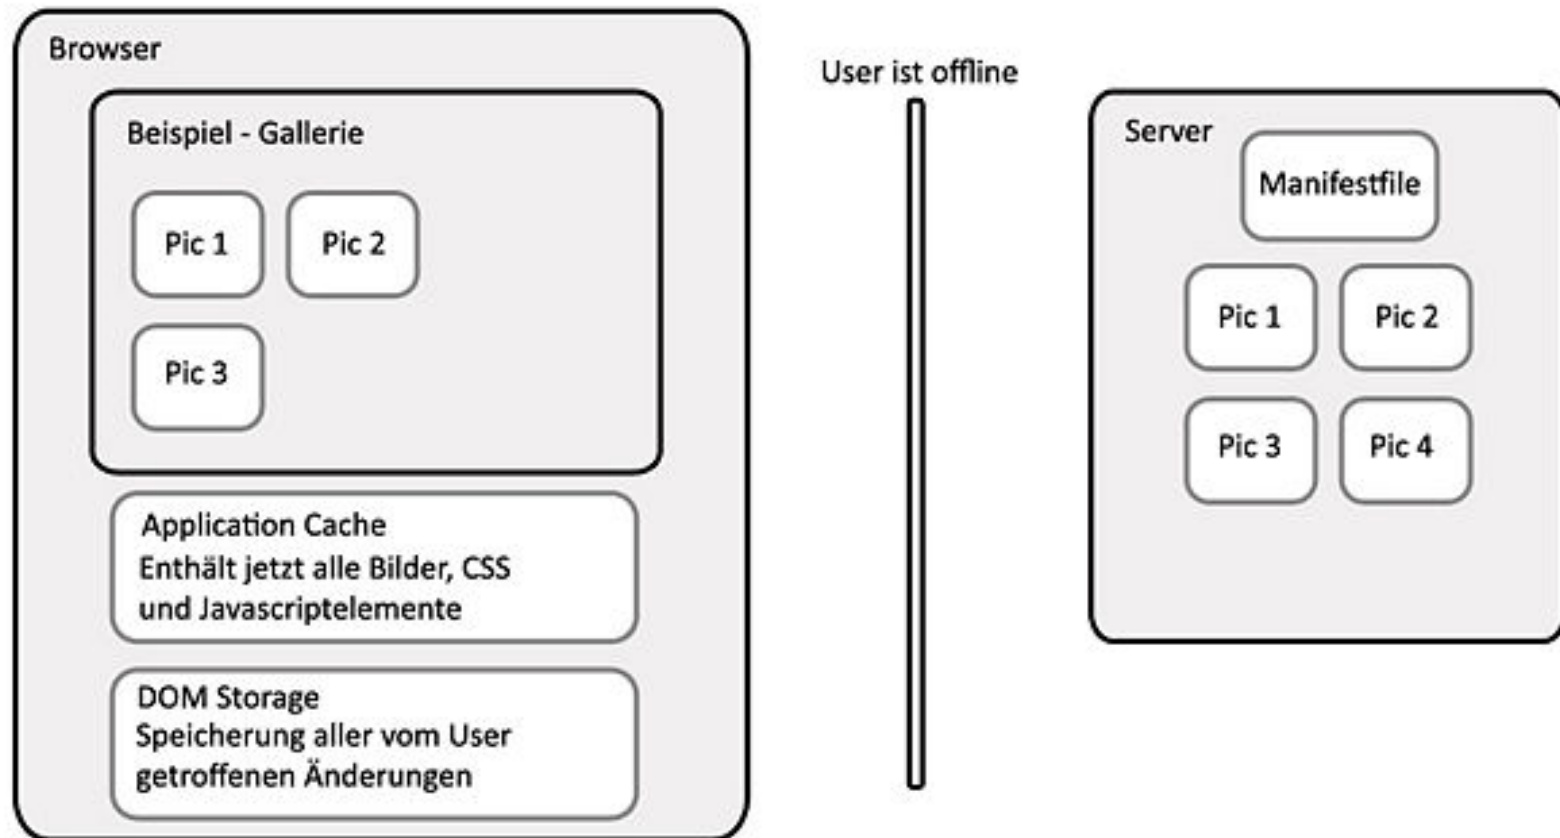 Browser
Beispiel - Gallerie
Pic 1
Pic 2
Pic 3
Application Cache
Enthält jetzt alle Bilder, CSS
und Javascriptelemente
DOM Storage
Speicherung aller vom User
getroffenen Änderungen
User ist offline
Server
Manifestfile
Pic 1
Pic 2
Pic 3
Pic 4